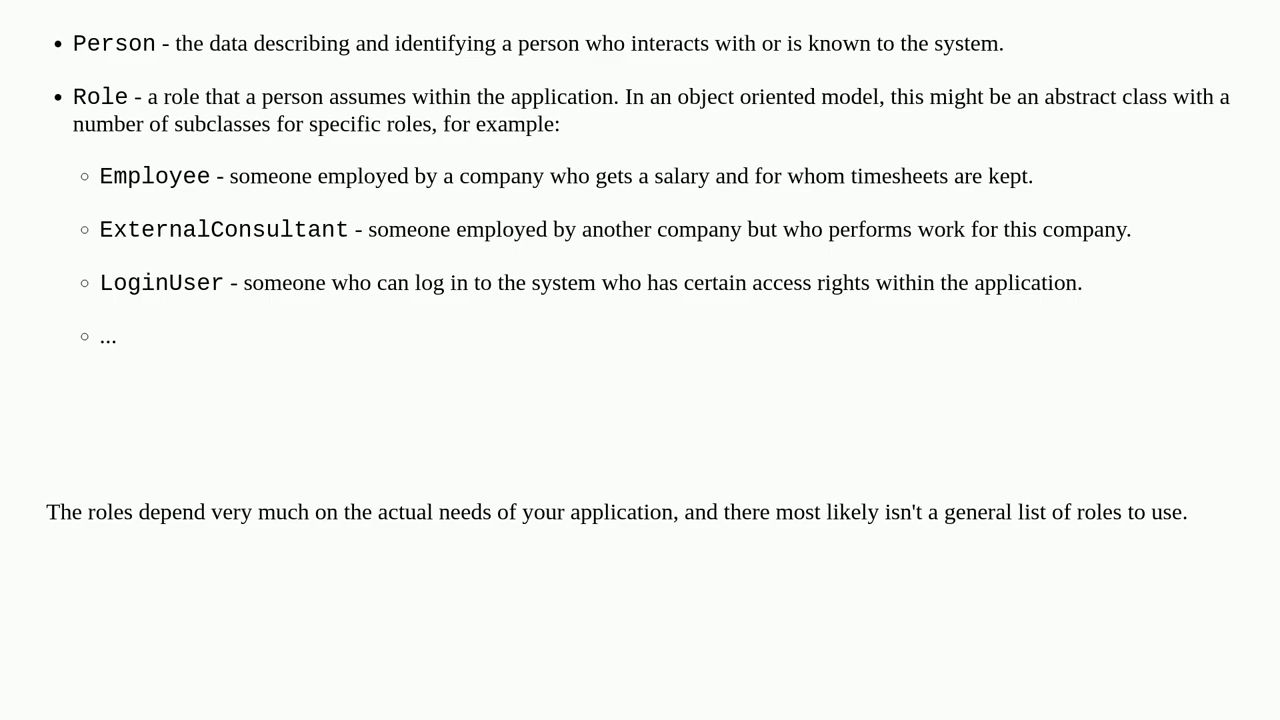 • Person - the data describing and identifying a person who interacts with or is known to the system.
• Role - a role that a person assumes within the application. In an object oriented model, this might be an abstract class with a
number of subclasses for specific roles, for example:
◦ Employee - someone employed by a company who gets a salary and for whom timesheets are kept.
◦ ExternalConsultant - someone employed by another company but who performs work for this company.
◦ LoginUser - someone who can log in to the system who has certain access rights within the application.
◦ ...
The roles depend very much on the actual needs of your application, and there most likely isn't a general list of roles to use.